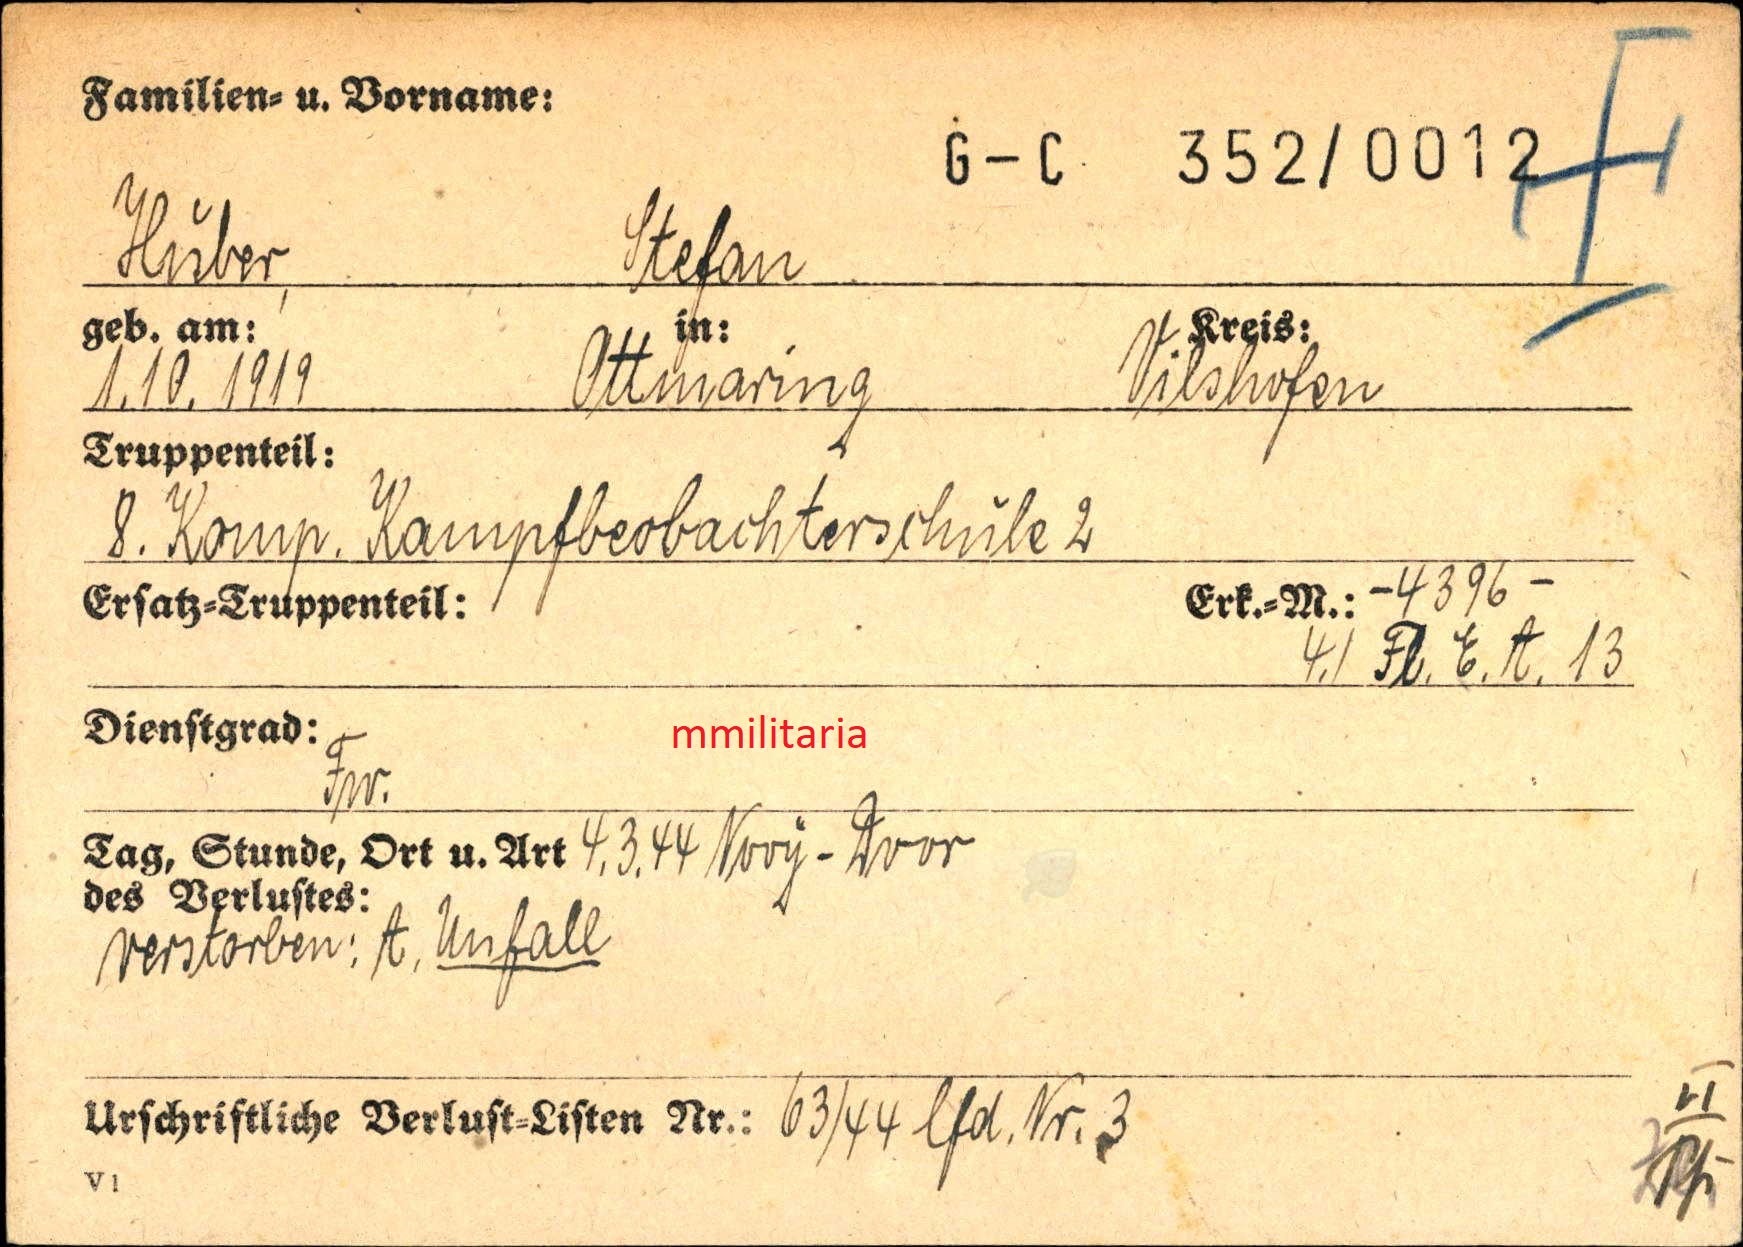 Familien- u. Vorname:
G-C 352/0012
Huber, Stefan
geb. am: in: Kreis:
1.10. 1919 Ottmaring Vilshofen
Truppenteil:
8. Komp. Kampfbeobachterschule 2
Ersatz-Truppenteil: Erk.-M.: -4396-
4./ Fl. E. A. 13
Dienstgrad:
mmilitaria
Fw.
Tag, Stunde, Ort u. Art 4.3.44 Novy-Dvor
des Verlustes:
verstorben: A, Unfall
Urschriftliche Verlust-Listen Nr.: 63/44 lfd. Nr. 3
V1
VI